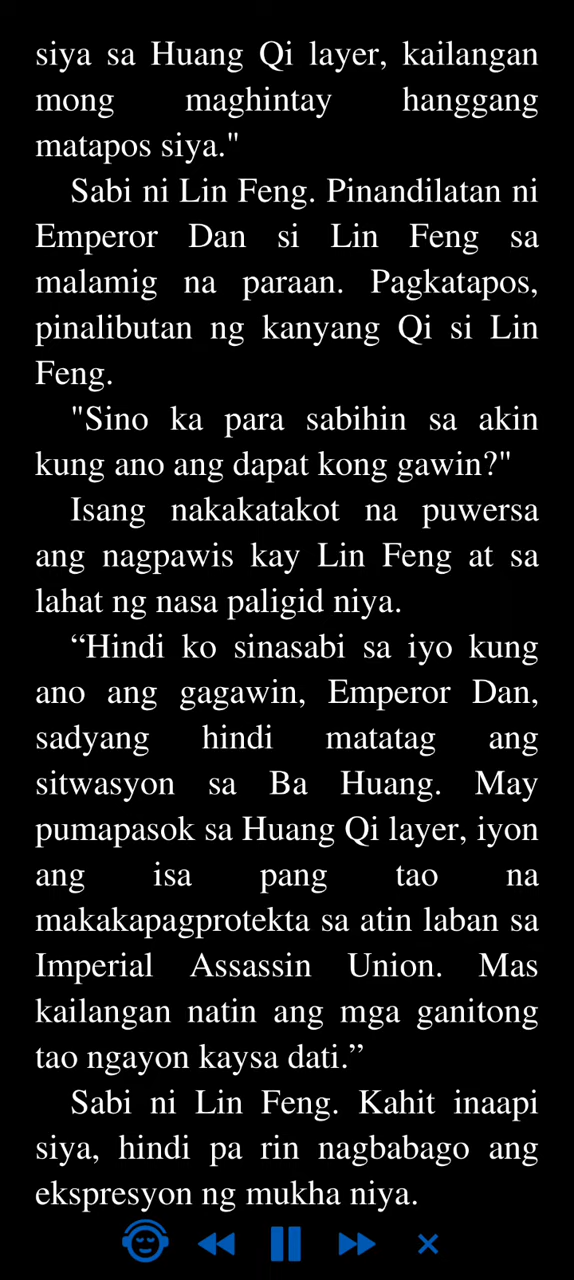 siya sa Huang Qi layer, kailangan
mong maghintay hanggang
matapos siya."
Sabi ni Lin Feng. Pinandilatan ni
Emperor Dan si Lin Feng sa
malamig na paraan. Pagkatapos,
pinalibutan ng kanyang Qi si Lin
Feng.
"Sino ka para sabihin sa akin
kung ano ang dapat kong gawin?"
Isang nakakatakot na puwersa
ang nagpawis kay Lin Feng at sa
lahat ng nasa paligid niya.
“Hindi ko sinasabi sa iyo kung
ano ang gagawin, Emperor Dan,
sadyang hindi matatag ang
sitwasyon sa Ba Huang. May
pumapasok sa Huang Qi layer, iyon
ang isa pang tao na
makakapagprotekta sa atin laban sa
Imperial Assassin Union. Mas
kailangan natin ang mga ganitong
tao ngayon kaysa dati.”
Sabi ni Lin Feng. Kahit inaapi
siya, hindi pa rin nagbabago ang
ekspresyon ng mukha niya.